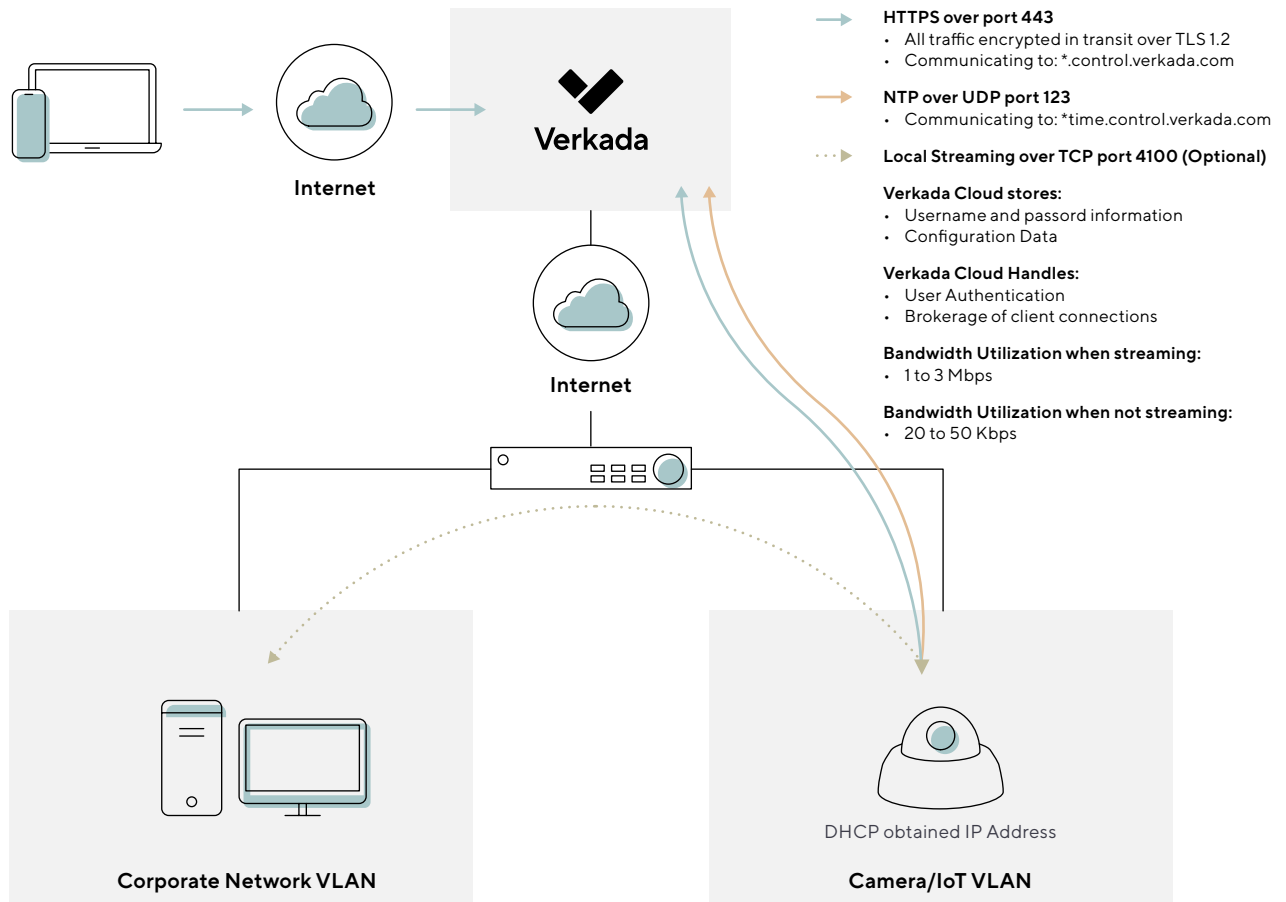 Internet
Verkada
Internet
HTTPS over port 443
• All traffic encrypted in transit over TLS 1.2
• Communicating to: *.control.verkada.com
NTP over UDP port 123
• Communicating to: *time.control.verkada.com
Local Streaming over TCP port 4100 (Optional)
Verkada Cloud stores:
• Username and passord information
• Configuration Data
Verkada Cloud Handles:
• User Authentication
• Brokerage of client connections
Bandwidth Utilization when streaming:
• 1 to 3 Mbps
Bandwidth Utilization when not streaming:
• 20 to 50 Kbps
Corporate Network VLAN
DHCP obtained IP Address
Camera/IoT VLAN